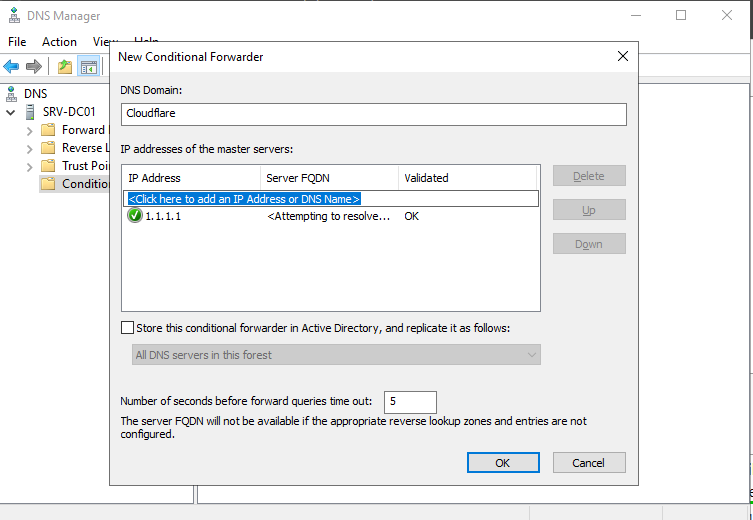 DNS Manager
File Action View Help
New Conditional Forwarder
DNS Domain:
Cloudflare
DNS
SRV-DC01
Forward
Reverse L
Trust Poin
Conditio
IP addresses of the master servers:
IP Address Server FQDN Validated
<Click here to add an IP Address or DNS Name>
1.1.1.1 <Attempting to resolve... OK
Delete
Up
Down
Store this conditional forwarder in Active Directory, and replicate it as follows:
All DNS servers in this forest
Number of seconds before forward queries time out: 5
The server FQDN will not be available if the appropriate reverse lookup zones and entries are not
configured.
OK Cancel